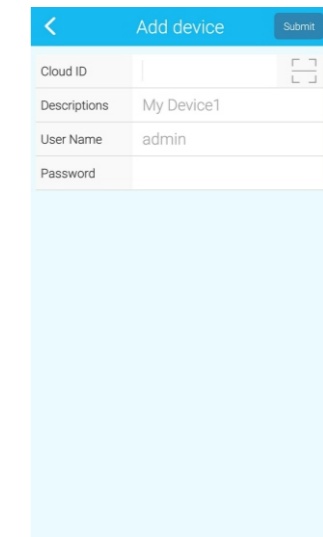 Add device Submit
Cloud ID
Descriptions My Device1
User Name admin
Password